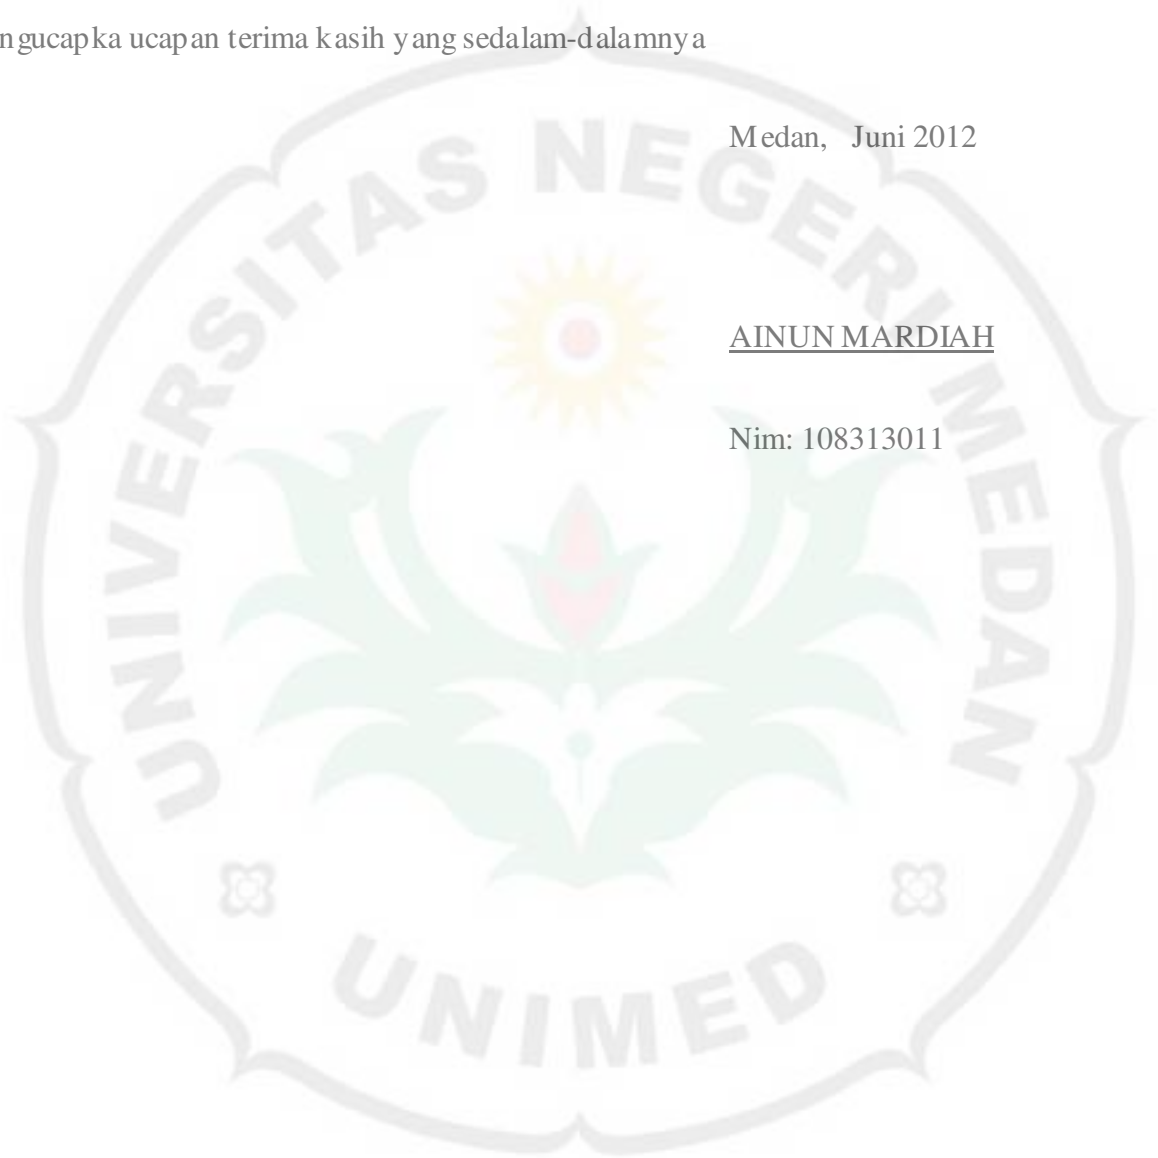 ngucapka ucapan terima kasih yang sedalam-dalamnya
Medan, Juni 2012
AINUN MARDIAH
Nim: 108313011
UNIVERSITAS NEGERI MEDAN
UNIMED